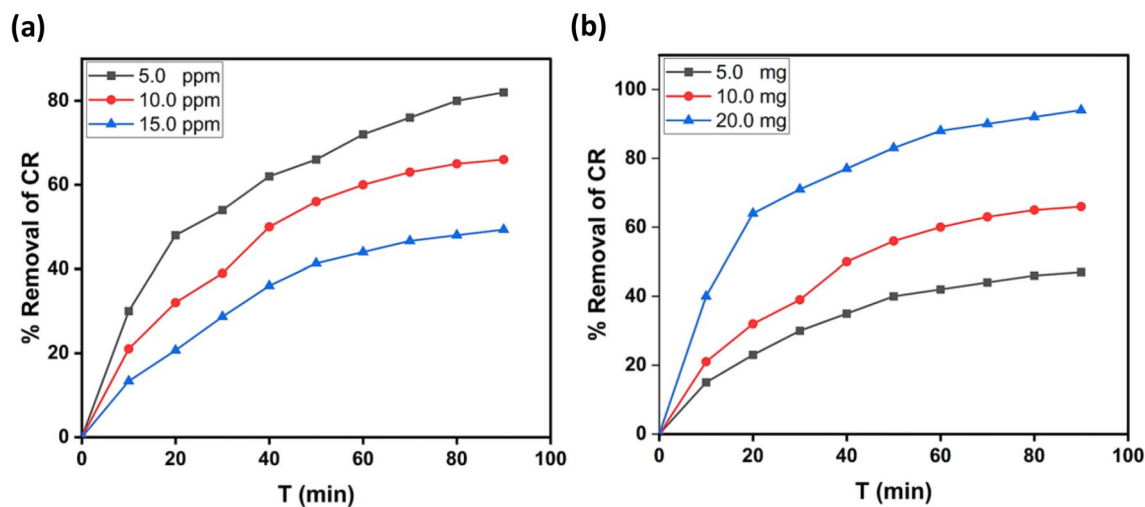 (a)
5.0 ppm
10.0 ppm
15.0 ppm
% Removal of CR
80
60
40
20
0
0 20 40 60 80 100
T (min)
(b)
5.0 mg
10.0 mg
20.0 mg
% Removal of CR
100
80
60
40
20
0
0 20 40 60 80 100
T (min)